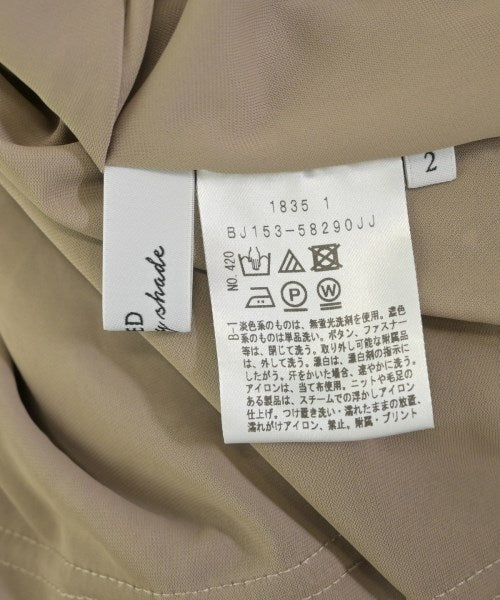 2
1835 1
BJ153-58290JJ
NO.420
P
W
B-1
淡色系のものは、無蛍光洗剤を使用。濃色
系のものは単品洗い。ボタン、ファスナー
等は、閉じて洗う。取り外し可能な附属品
は、外して洗う。漂白は、漂白剤の指示に
したがう。汗をかいた場合、速やかに洗う。
アイロンは、当て布使用。ニットや毛足の
ある製品は、スチームでの浮かしアイロン
仕上げ。つけ置き洗い・濡れたままの放置、
濡れがけアイロン、禁止。附属・プリント
ED
y shade